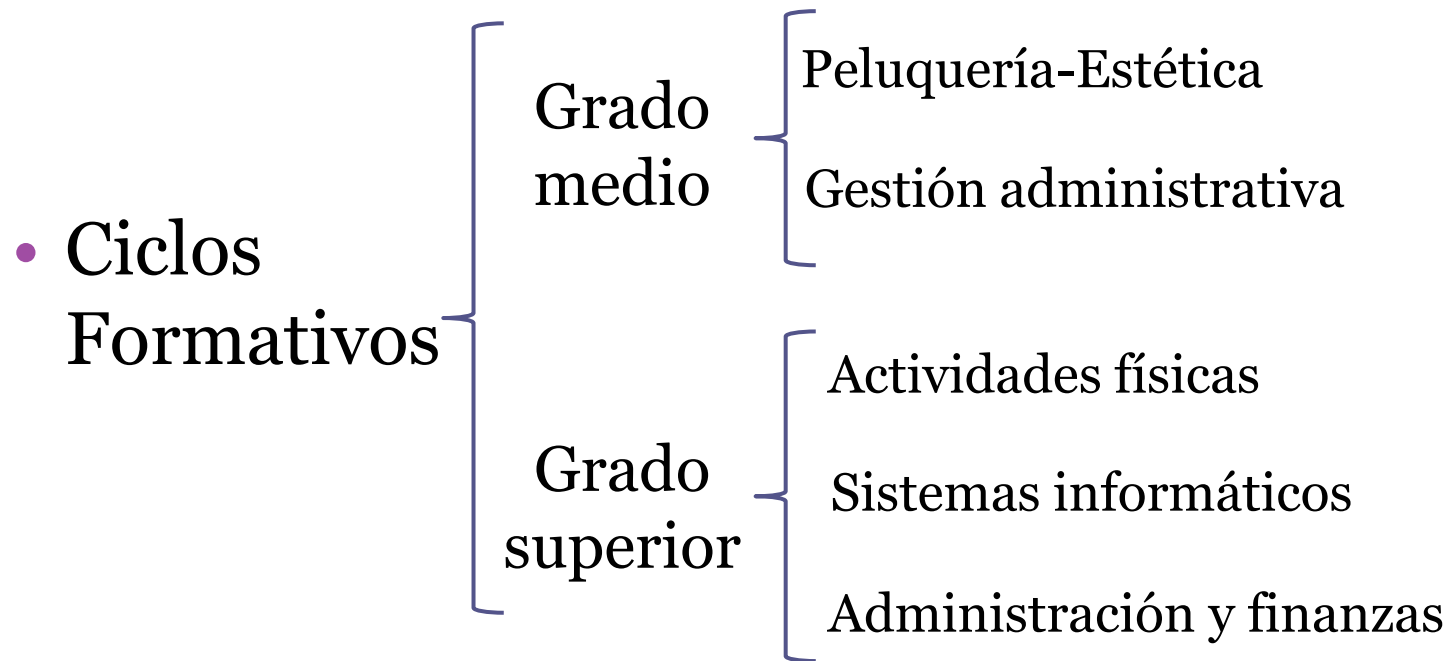 • Ciclos
Formativos
Grado
medio
Peluquería-Estética
Gestión administrativa
Grado
superior
Actividades físicas
Sistemas informáticos
Administración y finanzas